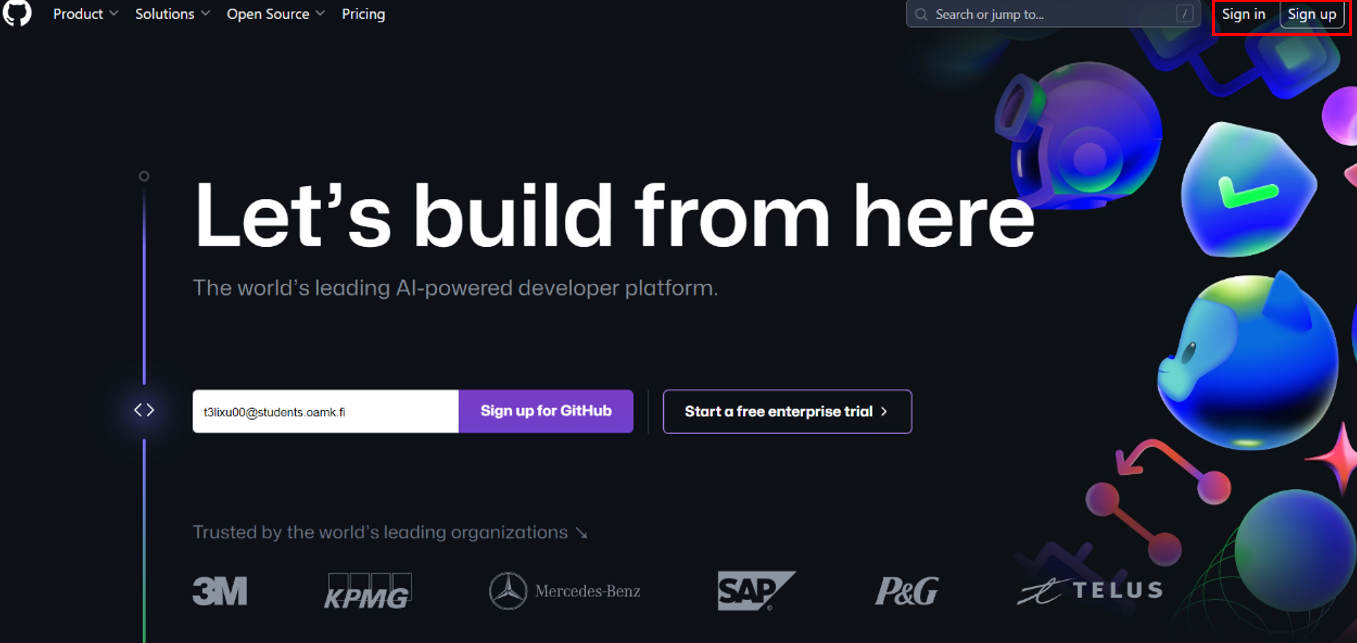 Product Solutions Open Source Pricing Search or jump to... / Sign in Sign up
Let’s build from here
The world’s leading AI-powered developer platform.
t3lixu00@students.oamk.fi Sign up for GitHub Start a free enterprise trial >
Trusted by the world’s leading organizations ↘
3M KPMG Mercedes-Benz SAP® P&G TELUS